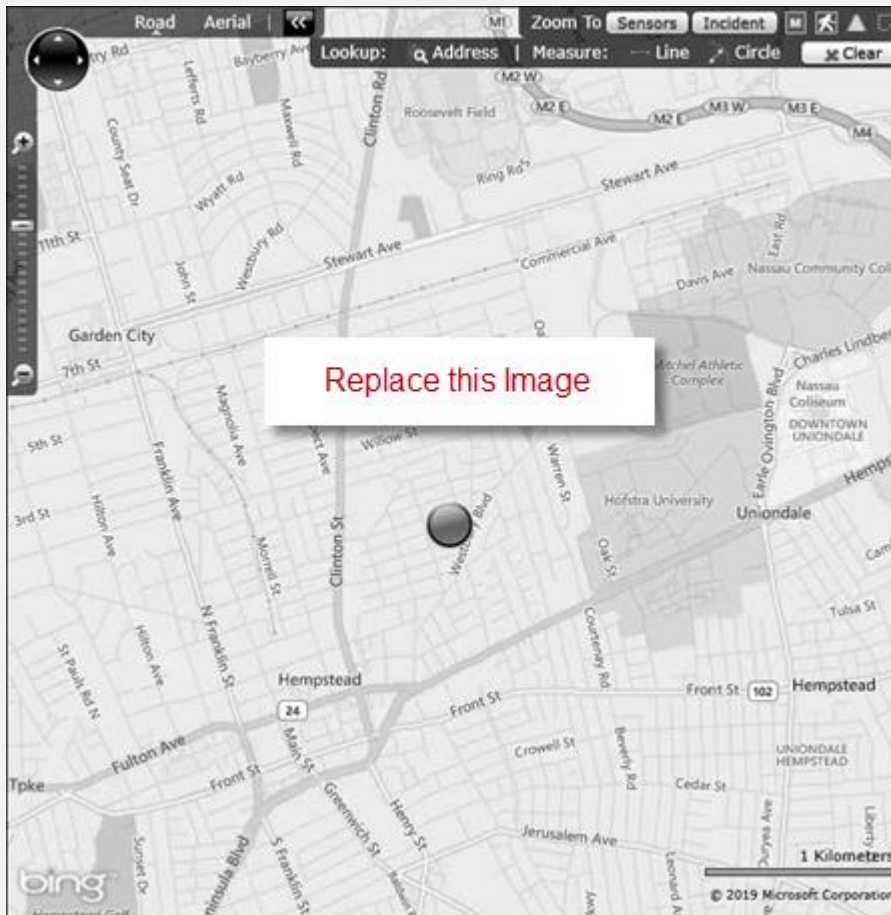 Road Aerial | << M1 Zoom To Sensors Incident M
Lookup: Address | Measure: Line Circle Clear
Bayberry Ave
Lefferts Rd
Maxwell Rd
County Seat Dr
Clinton Rd
Roosevelt Field
M2 W
M2 E
M2 E
M3 W
M3 E
M4
Wyatt Rd
Ring Rd
Stewart Ave
11th St
John St
Westbury Rd
Stewart Ave
Commercial Ave
East Rd
Davis Ave
Nassau Community
Garden City
7th St
Replace this Image
Mitchel Athletic
Complex
Charles
Nassau
Coliseum
DOWNTOWN
UNIONDALE
Earle Ovington Blvd
5th St
Magnolia Ave
Willow St
Franklin Ave
Warren St
3rd St
Hilton Ave
Hofstra University
Uniondale
Westbury Blvd
Clinton St
Morrell St
Oak St
Tulsa St
Hilton Ave
N Franklin St
St Pauls Rd N
Courtenay Rd
Hempstead
24
Front St
Front St 102 Hempstead
Fulton Ave
Main St
Crowell St
Beverly Rd
UNIONDALE
HEMPSTEAD
Tpke
Front St
Cedar St
Greenwich St
Henry St
Jerusalem Ave
Duryea Ave
Liberty
Sunset Dr
S Franklin St
Blvd
Leonard
1 Kilometers
bing
© 2019 Microsoft Corporation